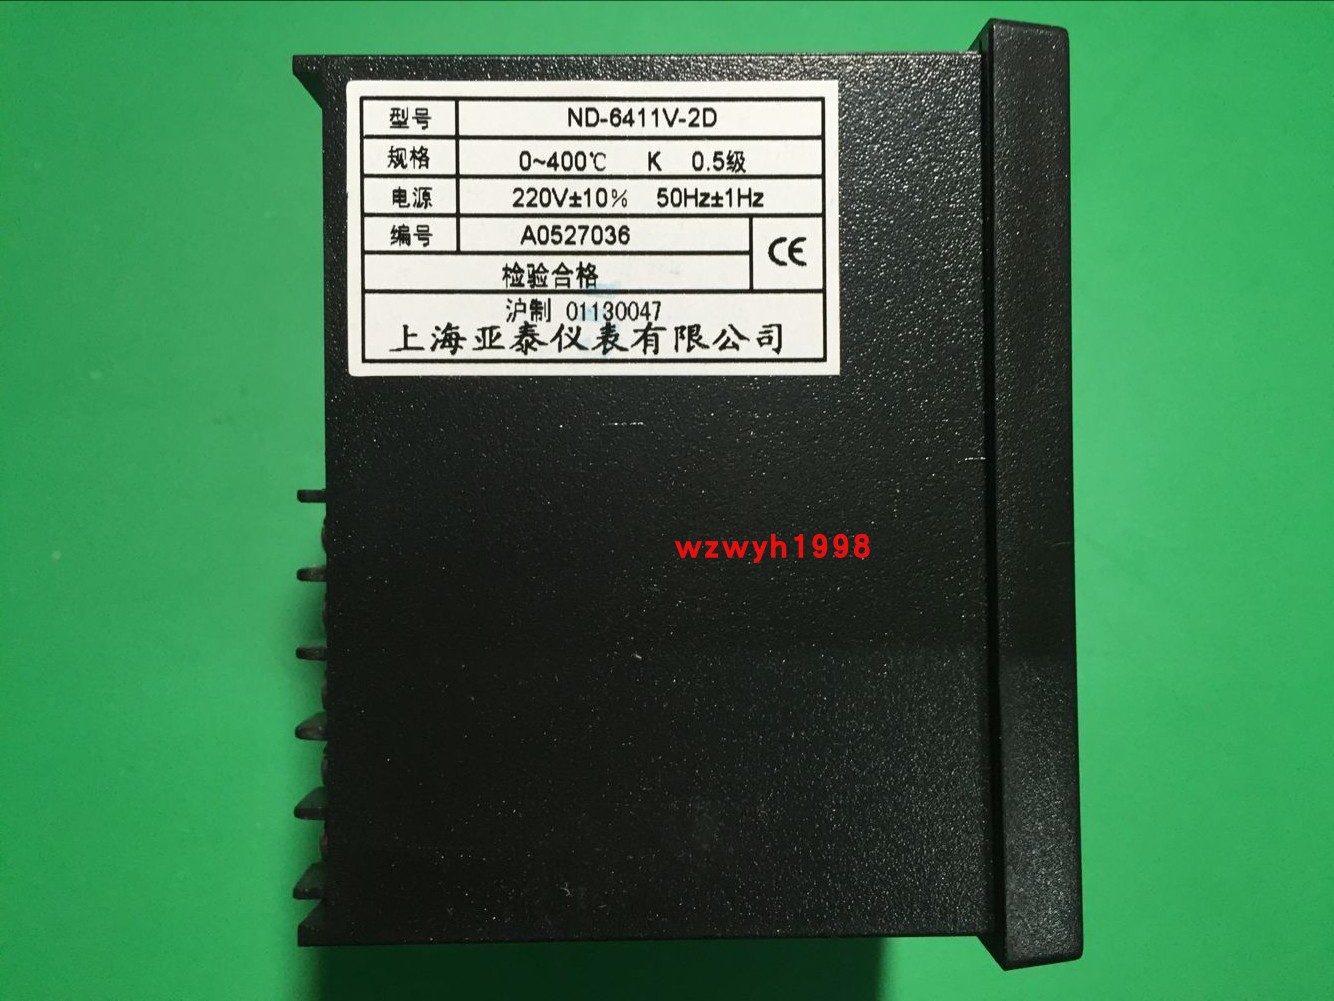 型号 ND-6411V-2D
规格 0~400℃ K 0.5级
电源 220V±10% 50Hz±1Hz
编号 A0527036
CE
检验合格
沪制 01130047
上海亚泰仪表有限公司
wzwyh1998